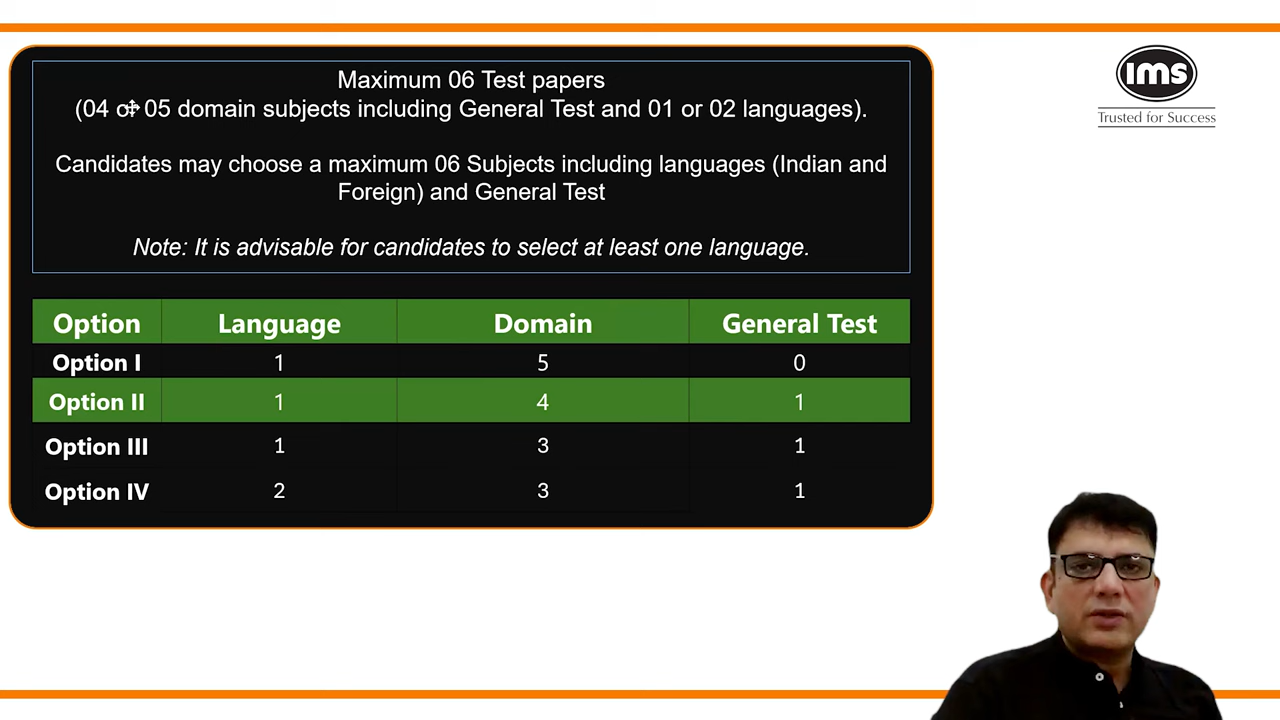 Maximum 06 Test papers
(04 or 05 domain subjects including General Test and 01 or 02 languages).
Candidates may choose a maximum 06 Subjects including languages (Indian and
Foreign) and General Test
Note: It is advisable for candidates to select at least one language.
Option Language Domain General Test
Option I 1 5 0
Option II 1 4 1
Option III 1 3 1
Option IV 2 3 1
ims
Trusted for Success